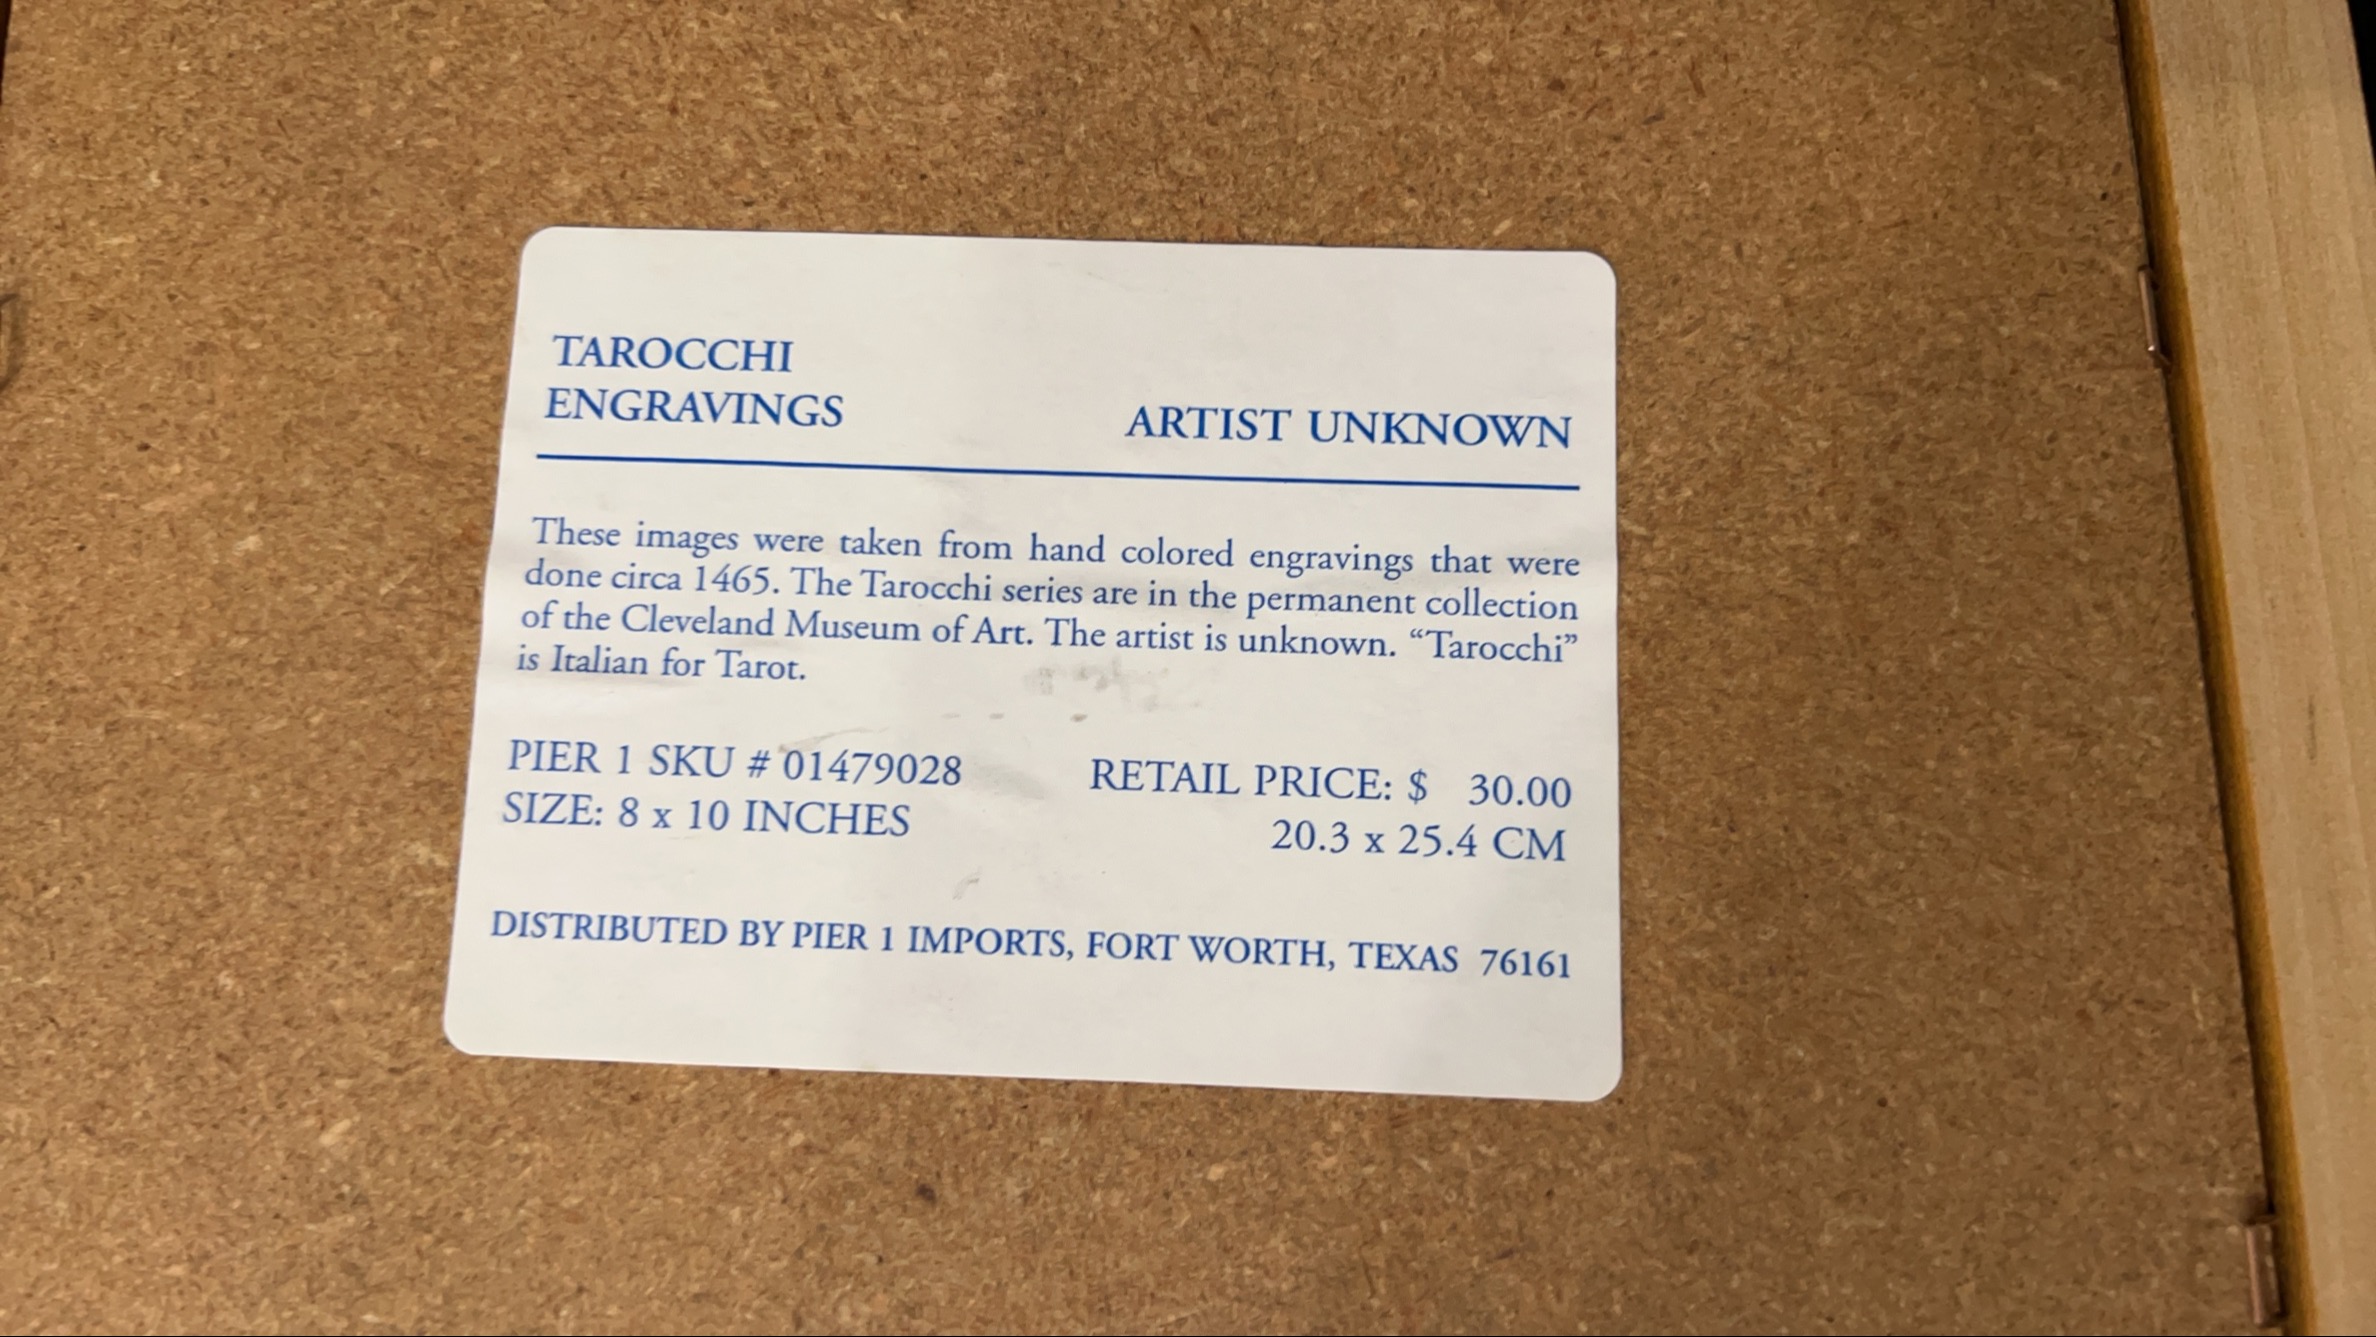 TAROCCHI
ENGRAVINGS
ARTIST UNKNOWN
These images were taken from hand colored engravings that were
done circa 1465. The Tarocchi series are in the permanent collection
of the Cleveland Museum of Art. The artist is unknown. “Tarocchi”
is Italian for Tarot.
PIER 1 SKU # 01479028 RETAIL PRICE: $ 30.00
SIZE: 8 x 10 INCHES 20.3 x 25.4 CM
DISTRIBUTED BY PIER 1 IMPORTS, FORT WORTH, TEXAS 76161